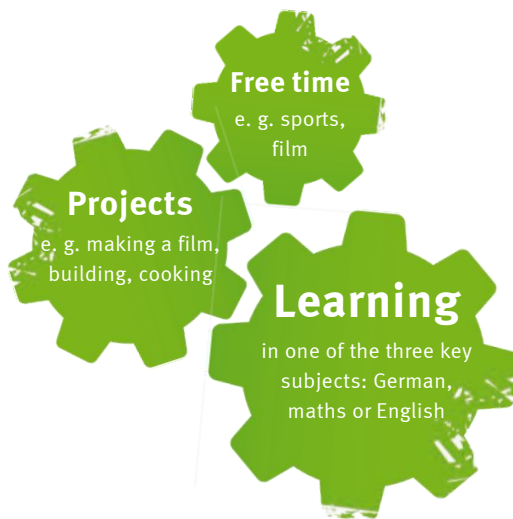 Free time
e. g. sports,
film
Projects
e. g. making a film,
building, cooking
Learning
in one of the three key
subjects: German,
maths or English